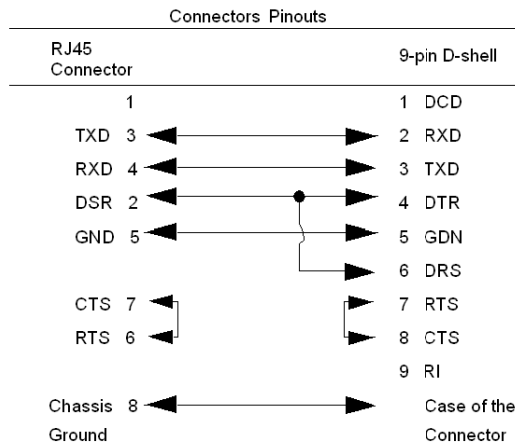 Connectors Pinouts
RJ45 Connector 9-pin D-shell
1 1 DCD
TXD 3 2 RXD
RXD 4 3 TXD
DSR 2 4 DTR
GND 5 5 GDN
6 DRS
CTS 7 7 RTS
RTS 6 8 CTS
9 RI
Chassis 8 Case of the
Ground Connector